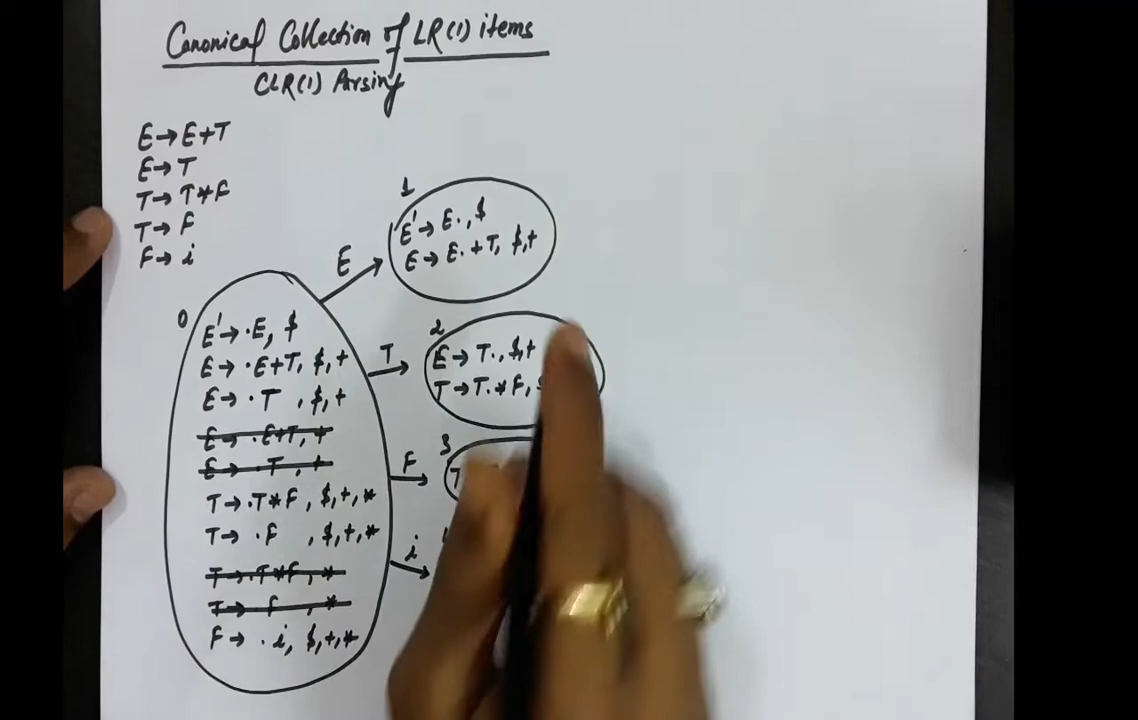 Canonical Collection of LR(1) items
CLR(1) Parsing
E→E+T
E→T
T→T*F
T→F
F→i
0
E'→ ·E, $
E→ ·E+T, $,+
E→ ·T , $,+
E→ ·E+T, +
E→ ·T, +
T→ ·T*F, $,+,*
T→ ·F , $,+,*
T→ ·T*F, *
T→ F , *
F→ ·i, $,+,*
E
1
E'→ E·, $
E→ E·+T, $,+
T
2
E→ T·, $,+
T→T·*F,
F
3
T
i